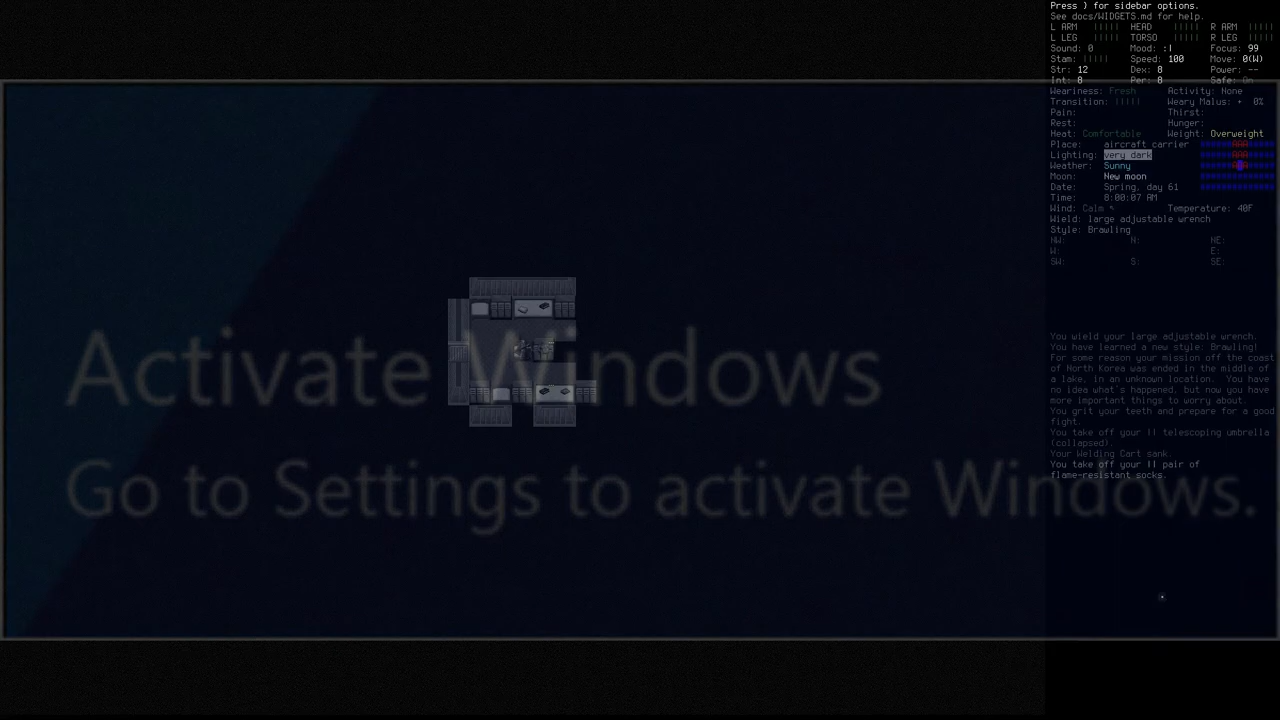 Press } for sidebar options.
See docs/WIDGETS.md for help.
L ARM ||||| HEAD ||||| R ARM |||||
L LEG ||||| TORSO ||||| R LEG |||||
Sound: 0 Mood: :| Focus: 99
Stam: ||||| Speed: 100 Move: 0(W)
Str: 12 Dex: 8 Power: --
Int: 8 Per: 8 Safe: On
Weariness: Fresh Activity: None
Transition: ||||| Weary Malus: + 0%
Pain: Thirst:
Rest: Hunger:
Heat: Comfortable Weight: Overweight
Place: aircraft carrier
Lighting: very dark
Weather: Sunny
Moon: New moon
Date: Spring, day 61
Time: 8:00:07 AM
Wind: Calm Temperature: 40F
Wield: large adjustable wrench
Style: Brawling
NW: N: NE:
W: E:
SW: S: SE:
You wield your large adjustable wrench.
You have learned a new style: Brawling!
For some reason your mission off the coast
of North Korea was ended in the middle of
a lake, in an unknown location. You have
no idea what's happened, but now you have
more important things to worry about.
You grit your teeth and prepare for a good
fight.
You take off your || telescoping umbrella
(collapsed).
Your Welding Cart sank.
You take off your || pair of
flame-resistant socks.
Activate Windows
Go to Settings to activate Windows.